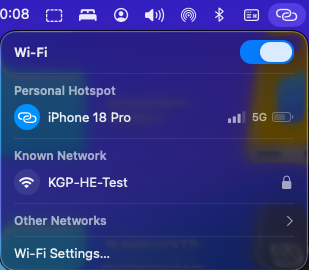 0:08
Wi-Fi
Personal Hotspot
iPhone 18 Pro 5G
Known Network
KGP-HE-Test
Other Networks
Wi-Fi Settings...